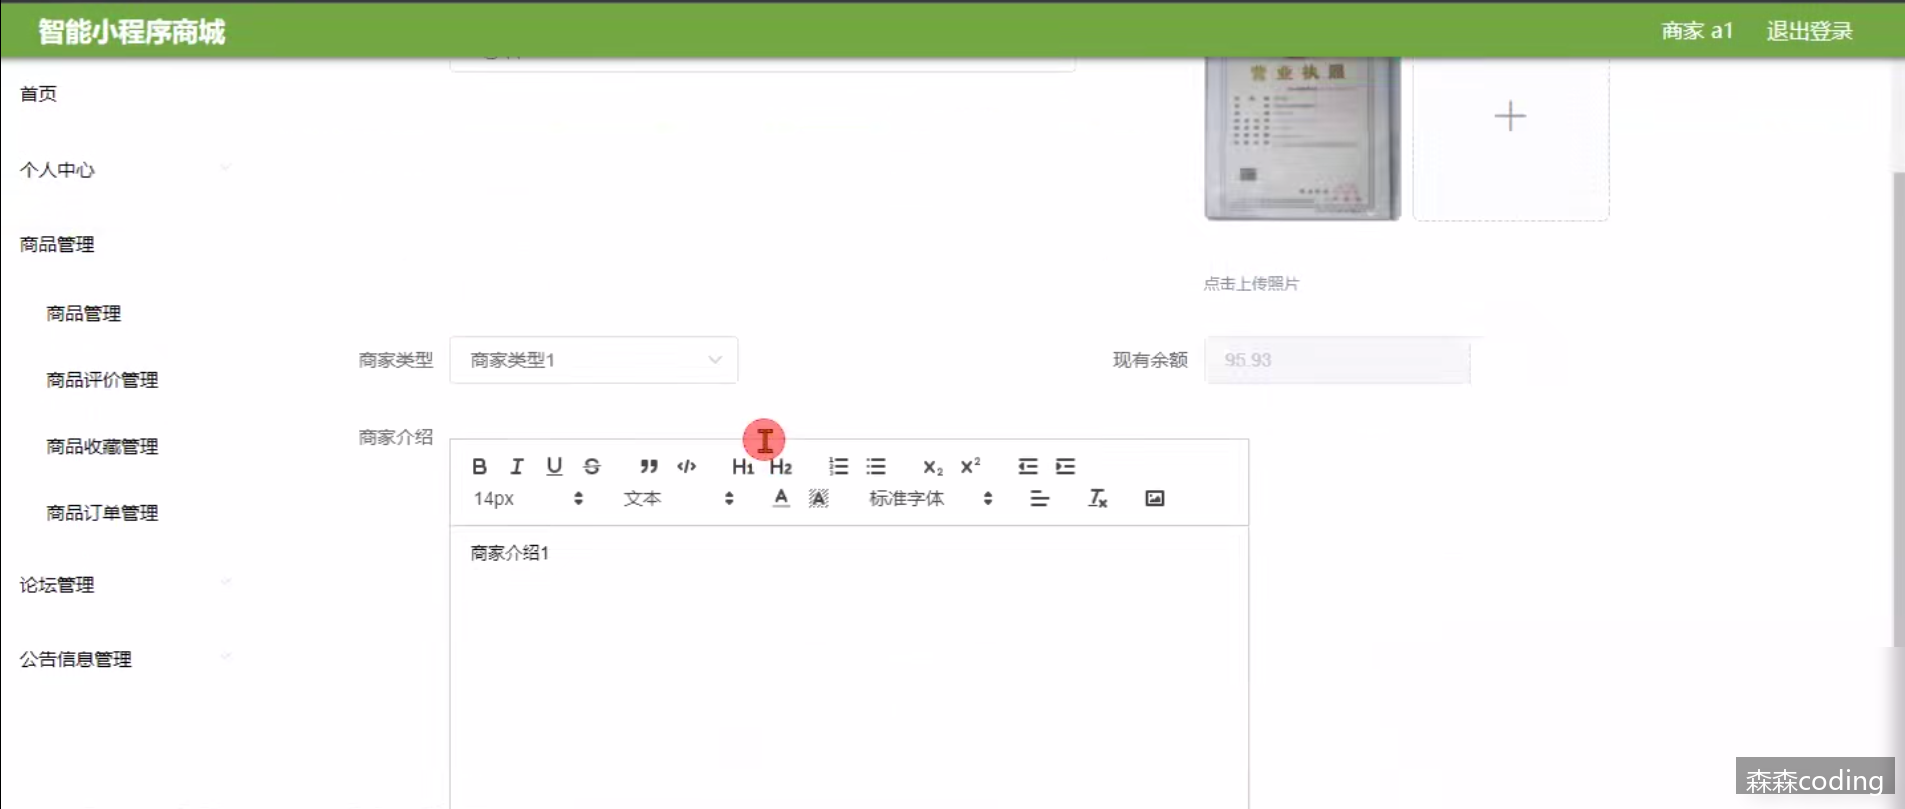 智能小程序商城
商家 a1
退出登录
首页
营业执照
个人中心
商品管理
点击上传照片
商品管理
商家类型
商家类型1
现有余额
95.93
商品评价管理
商家介绍
商品收藏管理
B I U S H1 H2 X2 X2
14px
文本
A A
标准字体
Tx
商品订单管理
商家介绍1
论坛管理
公告信息管理
森森coding